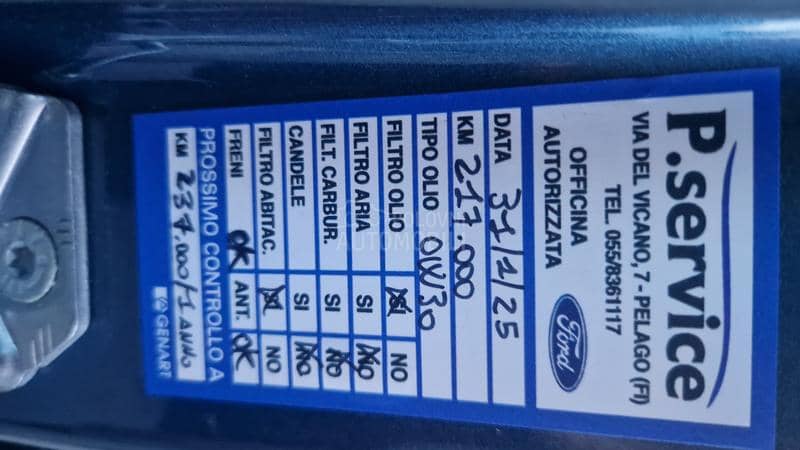 P.service
VIA DEL VICANO, 7 - PELAGO (FI)
TEL. 055/8361117
OFFICINA
AUTORIZZATA
Ford
DATA 31/1/25
KM 217.000
TIPO OLIO 0W30
FILTRO OLIO SI NO
FILTRO ARIA SI NO
FILT. CARBUR. SI NO
CANDELE SI NO
FILTRO ABITAC. SI NO
FRENI OK ANT. OK
PROSSIMO CONTROLLO A
KM 234.000/1 ANNO
GENART
AUTOMOBILI